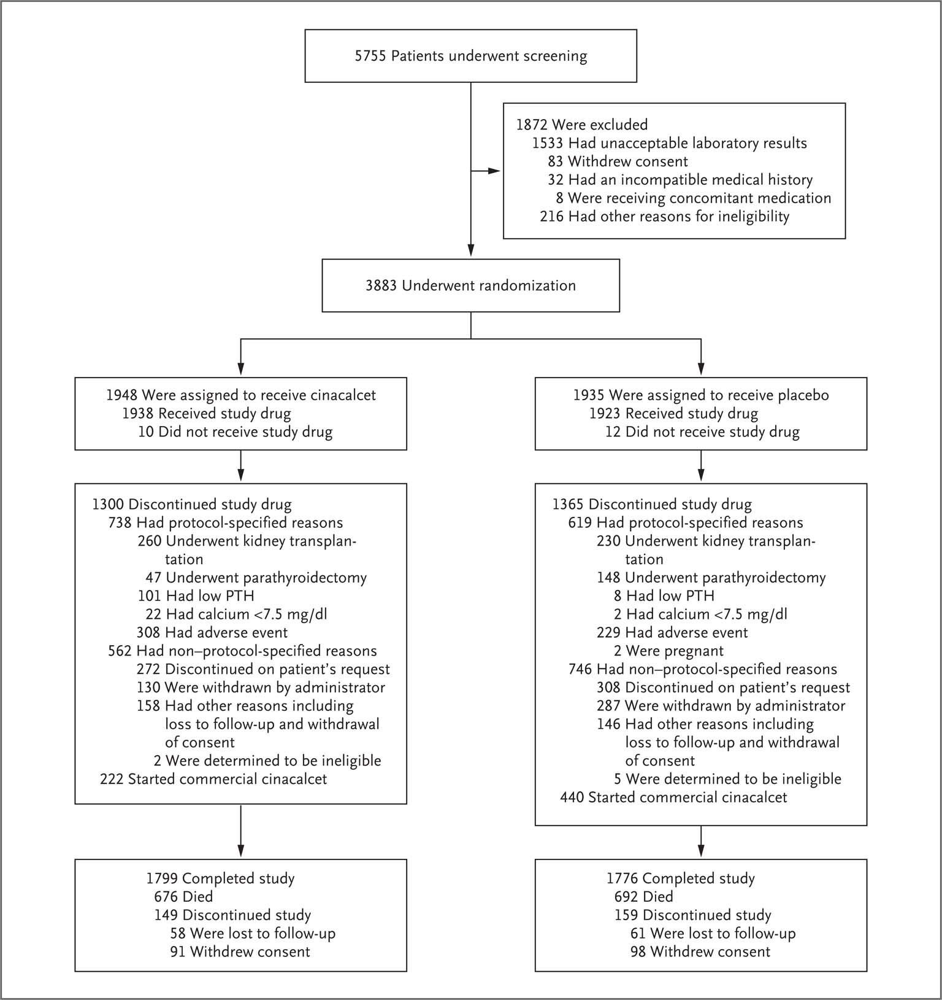 5755 Patients underwent screening
1872 Were excluded
1533 Had unacceptable laboratory results
83 Withdrew consent
32 Had an incompatible medical history
8 Were receiving concomitant medication
216 Had other reasons for ineligibility
3883 Underwent randomization
1948 Were assigned to receive cinacalcet
1938 Received study drug
10 Did not receive study drug
1935 Were assigned to receive placebo
1923 Received study drug
12 Did not receive study drug
1300 Discontinued study drug
738 Had protocol-specified reasons
260 Underwent kidney transplan-
tation
47 Underwent parathyroidectomy
101 Had low PTH
22 Had calcium <7.5 mg/dl
308 Had adverse event
562 Had non–protocol-specified reasons
272 Discontinued on patient’s request
130 Were withdrawn by administrator
158 Had other reasons including
loss to follow-up and withdrawal
of consent
2 Were determined to be ineligible
222 Started commercial cinacalcet
1365 Discontinued study drug
619 Had protocol-specified reasons
230 Underwent kidney transplan-
tation
148 Underwent parathyroidectomy
8 Had low PTH
2 Had calcium <7.5 mg/dl
229 Had adverse event
2 Were pregnant
746 Had non–protocol-specified reasons
308 Discontinued on patient’s request
287 Were withdrawn by administrator
146 Had other reasons including
loss to follow-up and withdrawal
of consent
5 Were determined to be ineligible
440 Started commercial cinacalcet
1799 Completed study
676 Died
149 Discontinued study
58 Were lost to follow-up
91 Withdrew consent
1776 Completed study
692 Died
159 Discontinued study
61 Were lost to follow-up
98 Withdrew consent